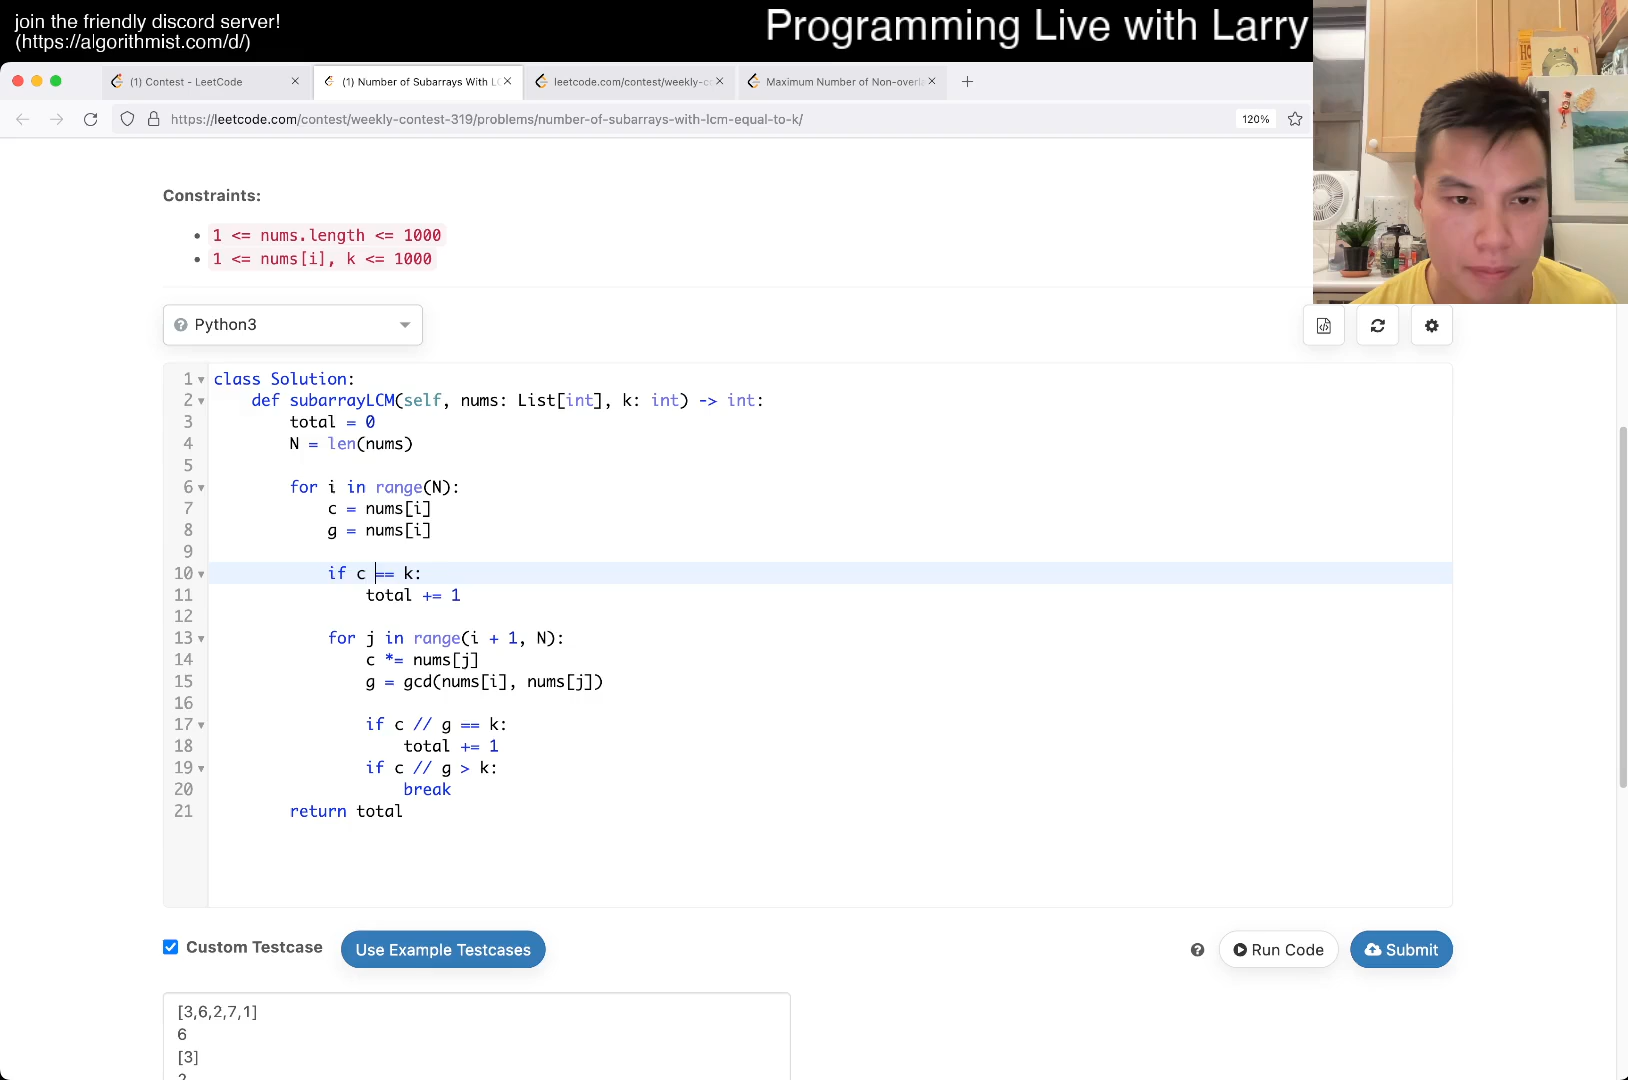 join the friendly discord server!
(https://algorithmist.com/d/)
Programming Live with Larry
(1) Contest - LeetCode
(1) Number of Subarrays With LC
leetcode.com/contest/weekly-cc
Maximum Number of Non-overla
https://leetcode.com/contest/weekly-contest-319/problems/number-of-subarrays-with-lcm-equal-to-k/
120%
Constraints:
1 <= nums.length <= 1000
1 <= nums[i], k <= 1000
Python3
1 class Solution:
2 def subarrayLCM(self, nums: List[int], k: int) -> int:
3 total = 0
4 N = len(nums)
5
6 for i in range(N):
7 c = nums[i]
8 g = nums[i]
9
10 if c == k:
11 total += 1
12
13 for j in range(i + 1, N):
14 c *= nums[j]
15 g = gcd(nums[i], nums[j])
16
17 if c // g == k:
18 total += 1
19 if c // g > k:
20 break
21 return total
Custom Testcase
Use Example Testcases
Run Code
Submit
[3,6,2,7,1]
6
[3]
2